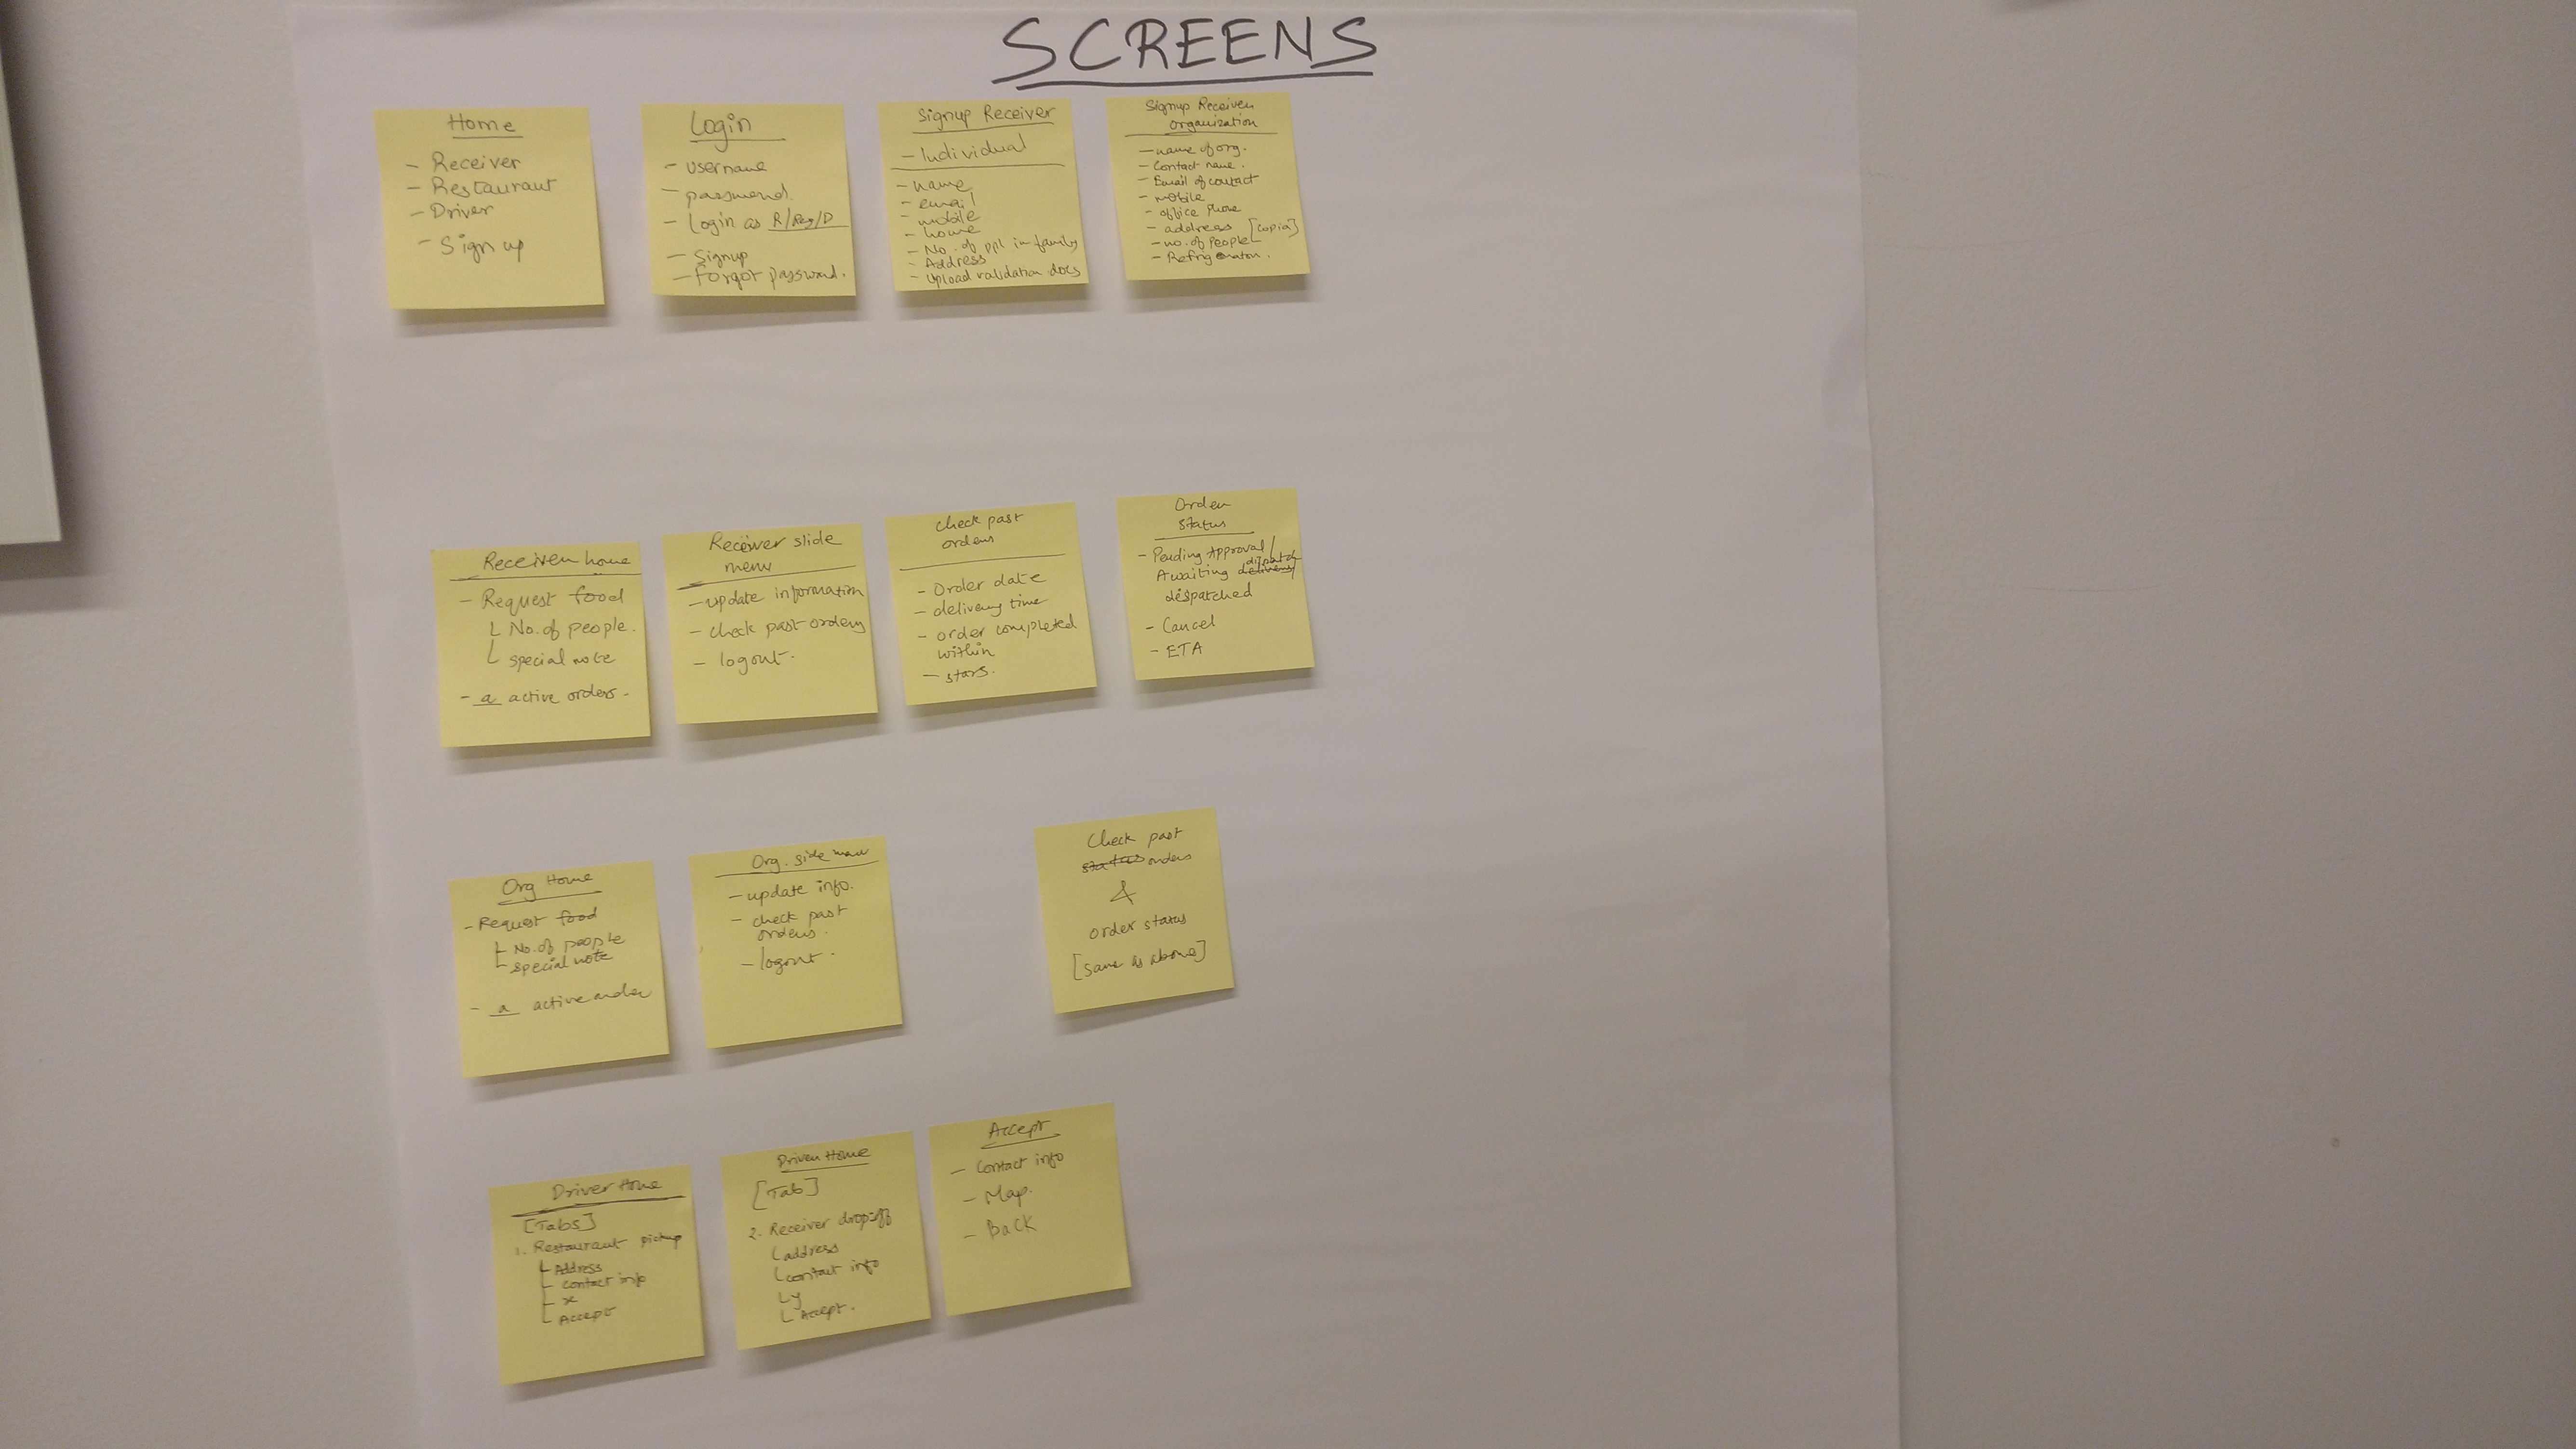 SCREENS
Home
- Receiver
- Restaurant
- Driver
- Sign up
Login
- username
- password.
- Login as R/Res/D
- Signup
- Forgot password.
Signup Receiver
- Individual
- name
- email
- mobile
- home
- No. of ppl in family
- Address
- Upload validation docs
Signup Receiver
organization
- name of org.
- Contact name.
- Email of contact
- mobile
- office phone
- address
- no. of people [copia]
- Refrigeraton.
Receiver home
- Request food
No. of people.
special note
- a active orders.
Receiver slide
menu
- update information
- check past orders
- logout.
check past
orders
- Order date
- delivery time
- order completed
within
- stars.
Order
status
- Pending Approval/
Awaiting dispatch
despatched
- Cancel
- ETA
Org Home
- Request food
No. of people
special note
- a active order
Org. side menu
- update info.
- check past
orders.
- logout.
Check past
status orders
&
order status
[same as above]
Driver Home
[Tabs]
1. Restaurant pickup
Address
contact info
x
Accept
Driver Home
[Tab]
2. Receiver drop-off
address
contact info
y
Accept.
Accept
- Contact info
- Map.
- Back